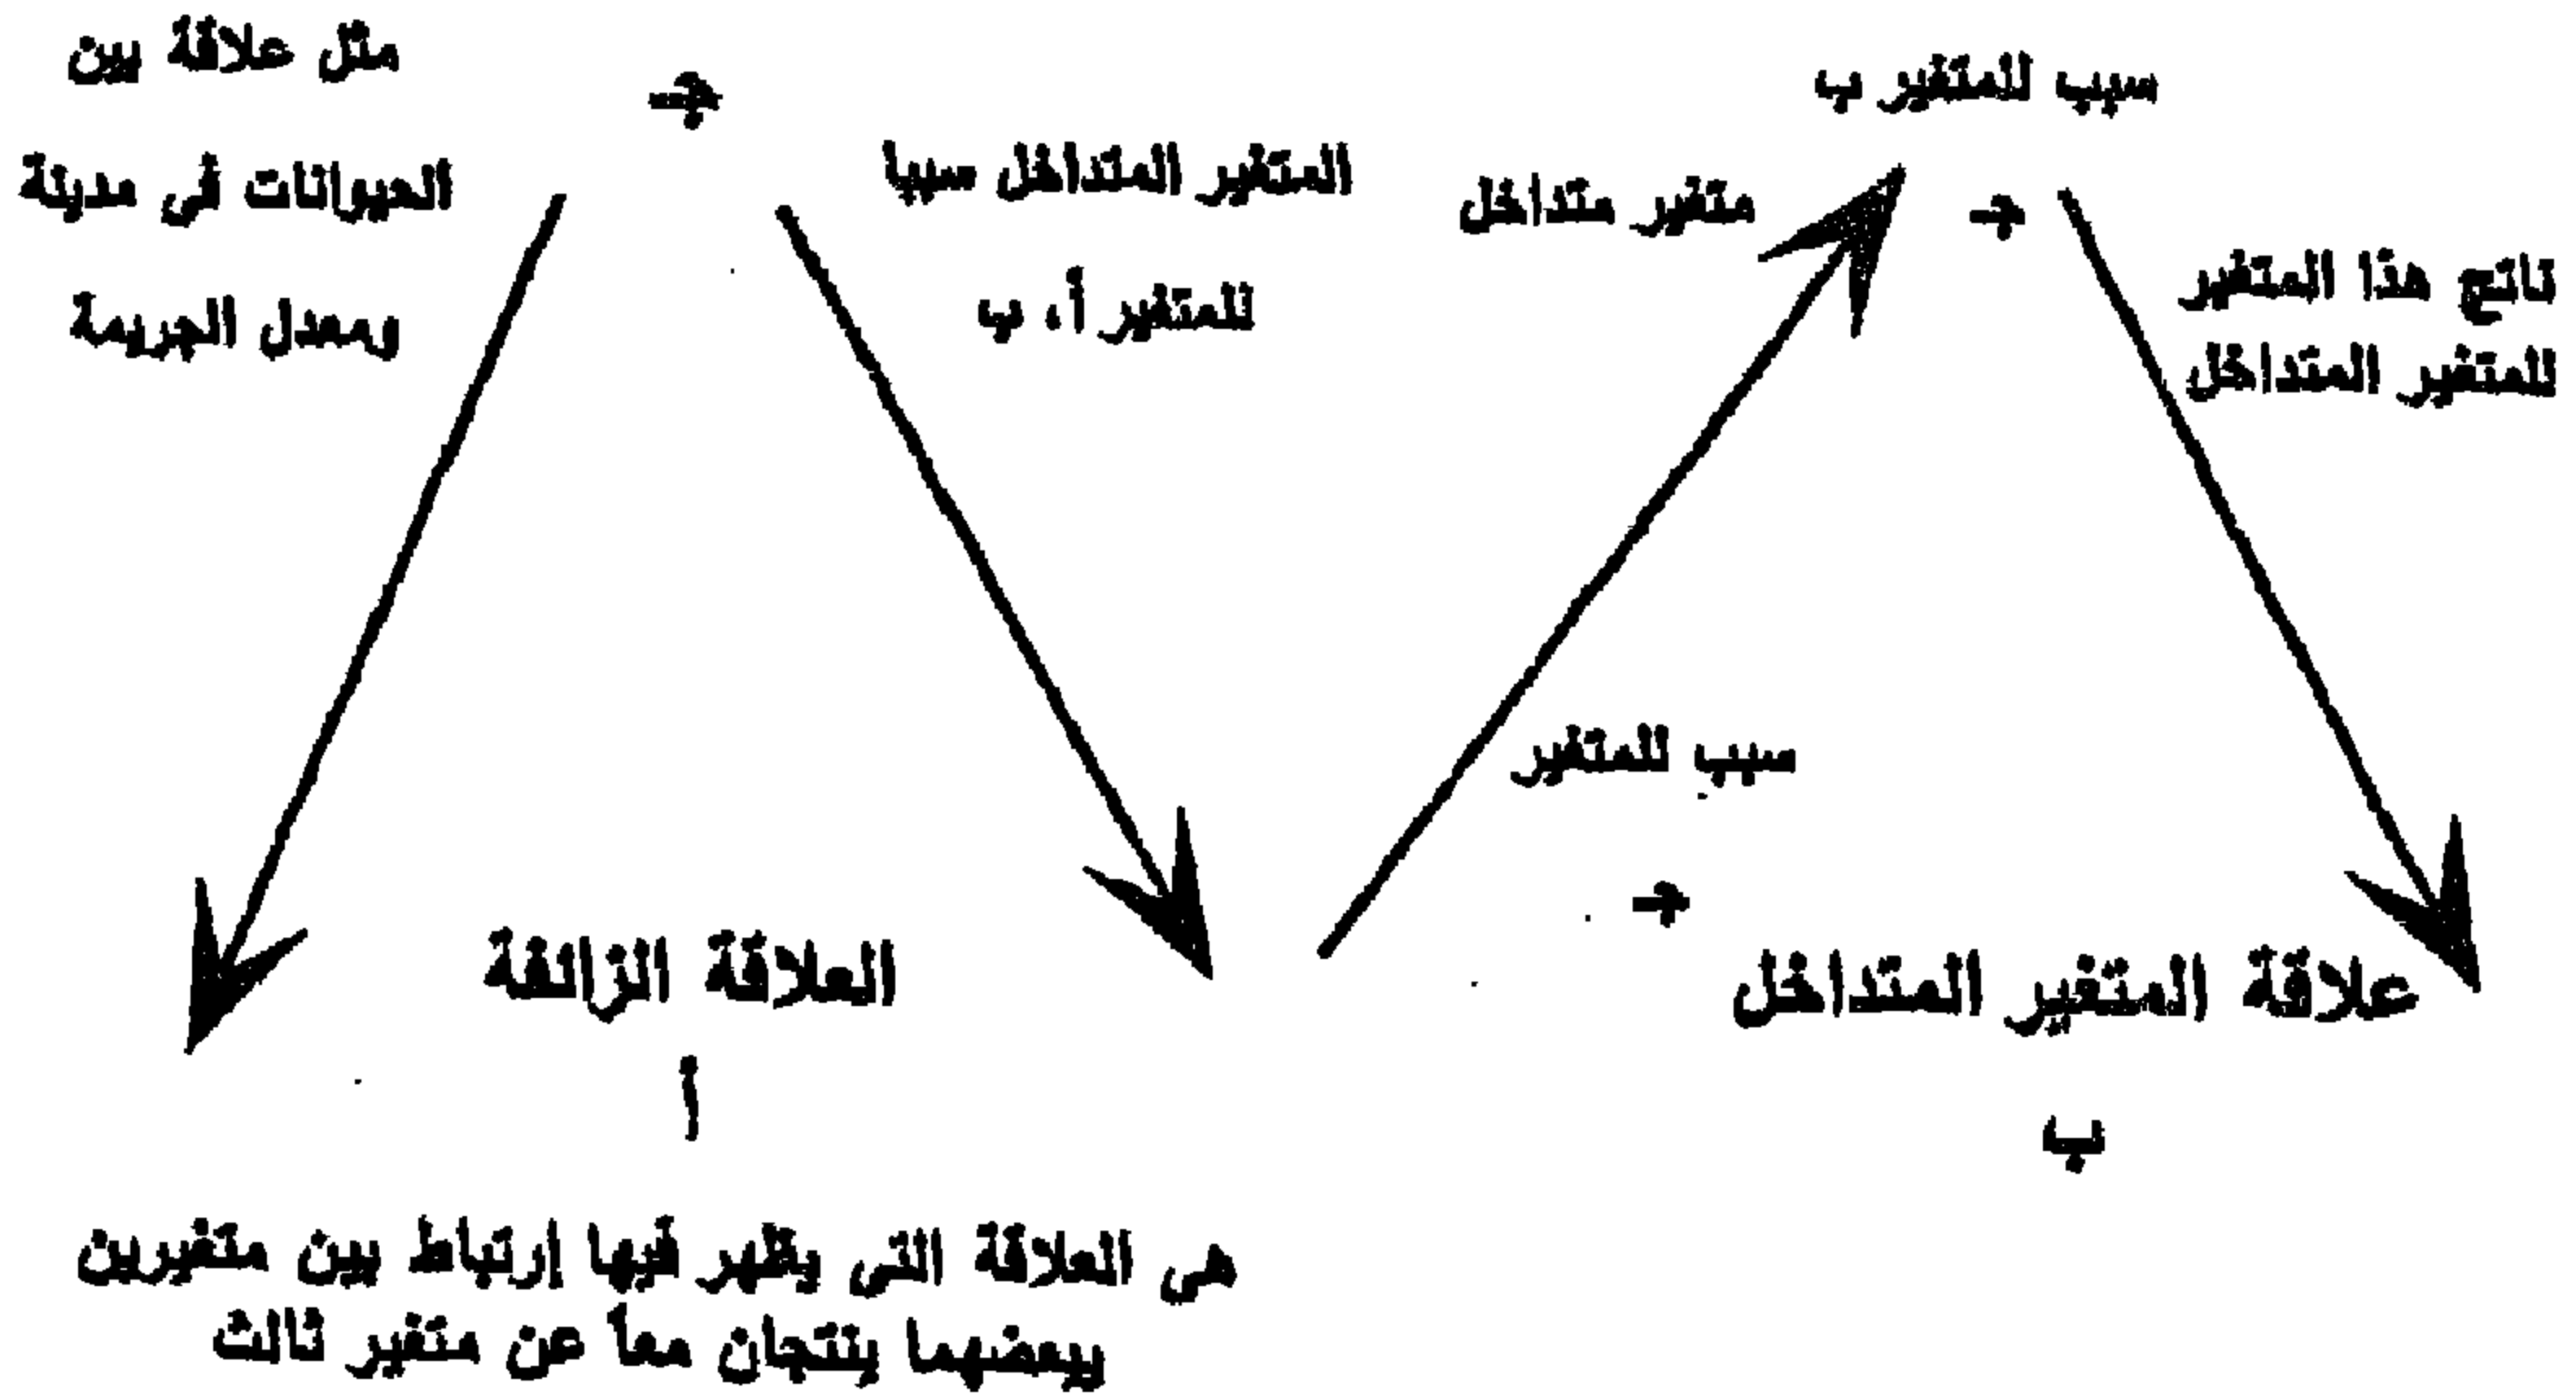 سبب للمتغير ب
متغير متداخل
جـ
ناتج هذا المتغير
للمتغير المتداخل
سبب للمتغير
جـ
علاقة المتغير المتداخل
ب
جـ
المتغير المتداخل سببا
للمتغير أ، ب
مثل علاقة بين
الحيوانات في مدينة
ومعدل الجريمة
العلاقة الزائفة
أ
هى العلاقة التى يظهر فيها إرتباط بين متغيرين
ببعضهما ينتجان معاً عن متغير ثالث